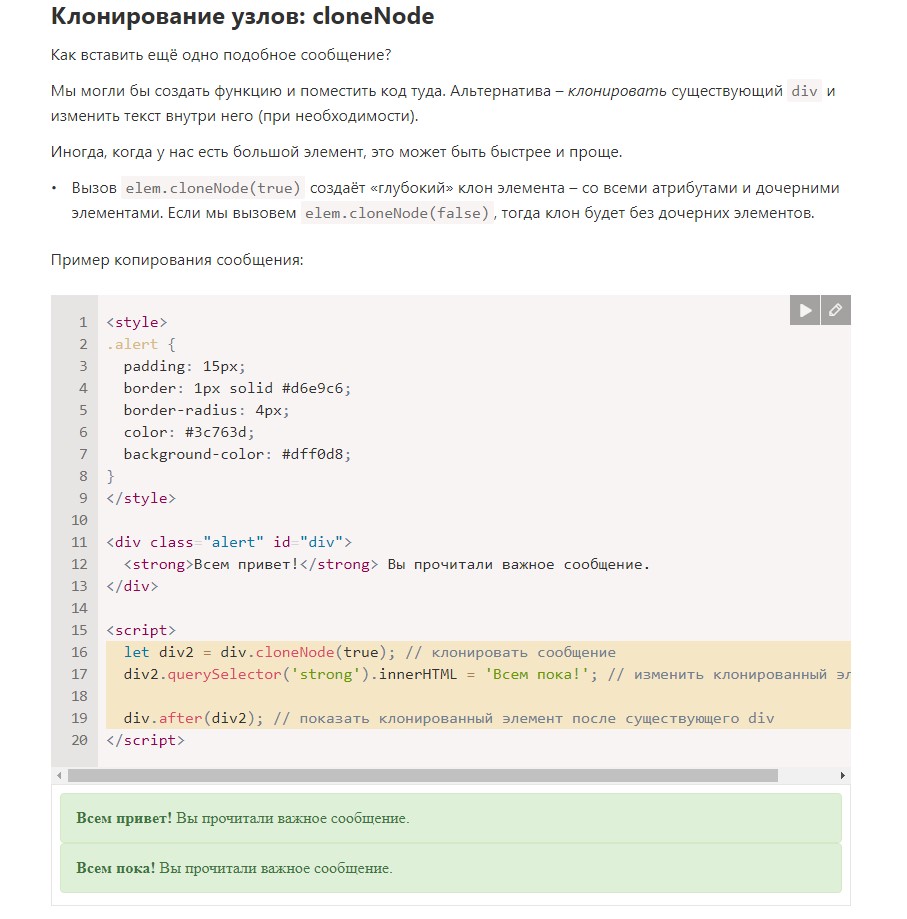 Клонирование узлов: cloneNode
Как вставить ещё одно подобное сообщение?
Мы могли бы создать функцию и поместить код туда. Альтернатива – клонировать существующий div и
изменить текст внутри него (при необходимости).
Иногда, когда у нас есть большой элемент, это может быть быстрее и проще.
• Вызов elem.cloneNode(true) создаёт «глубокий» клон элемента – со всеми атрибутами и дочерними
элементами. Если мы вызовем elem.cloneNode(false), тогда клон будет без дочерних элементов.
Пример копирования сообщения:
1 <style>
2 .alert {
3   padding: 15px;
4   border: 1px solid #d6e9c6;
5   border-radius: 4px;
6   color: #3c763d;
7   background-color: #dff0d8;
8 }
9 </style>
10
11 <div class="alert" id="div">
12   <strong>Всем привет!</strong> Вы прочитали важное сообщение.
13 </div>
14
15 <script>
16   let div2 = div.cloneNode(true); // клонировать сообщение
17   div2.querySelector('strong').innerHTML = 'Всем пока!'; // изменить клонированный эл
18
19   div.after(div2); // показать клонированный элемент после существующего div
20 </script>
Всем привет! Вы прочитали важное сообщение.
Всем пока! Вы прочитали важное сообщение.